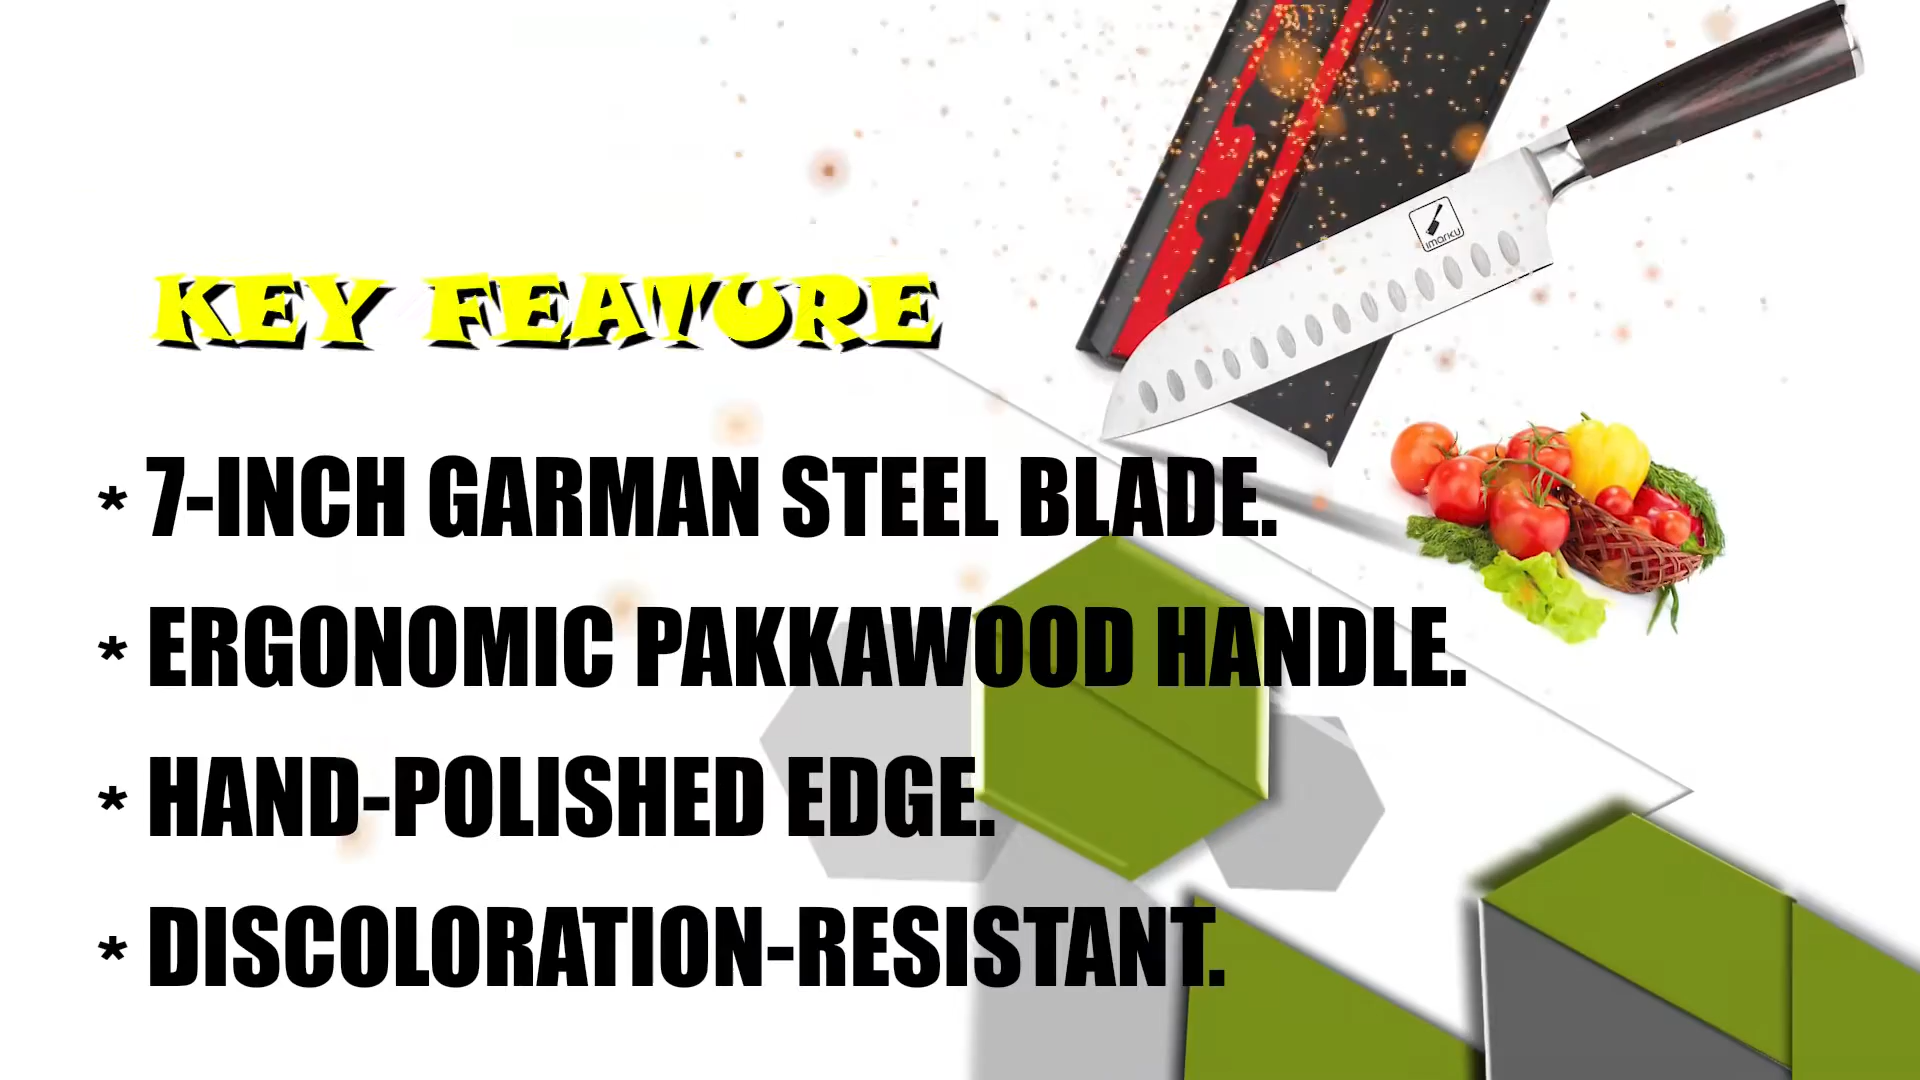 imarku
KEY FEATURE
* 7-INCH GARMAN STEEL BLADE.
* ERGONOMIC PAKKAWOOD HANDLE.
* HAND-POLISHED EDGE.
* DISCOLORATION-RESISTANT.